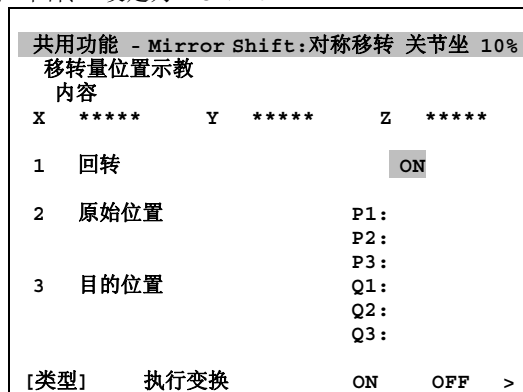 共用功能 - Mirror Shift:对称移转 关节坐 10%
移转量位置示教
内容
X ***** Y ***** Z *****
1 回转 ON
2 原始位置 P1:
P2:
P3:
3 目的位置 Q1:
Q2:
Q3:
[类型] 执行变换 ON OFF >